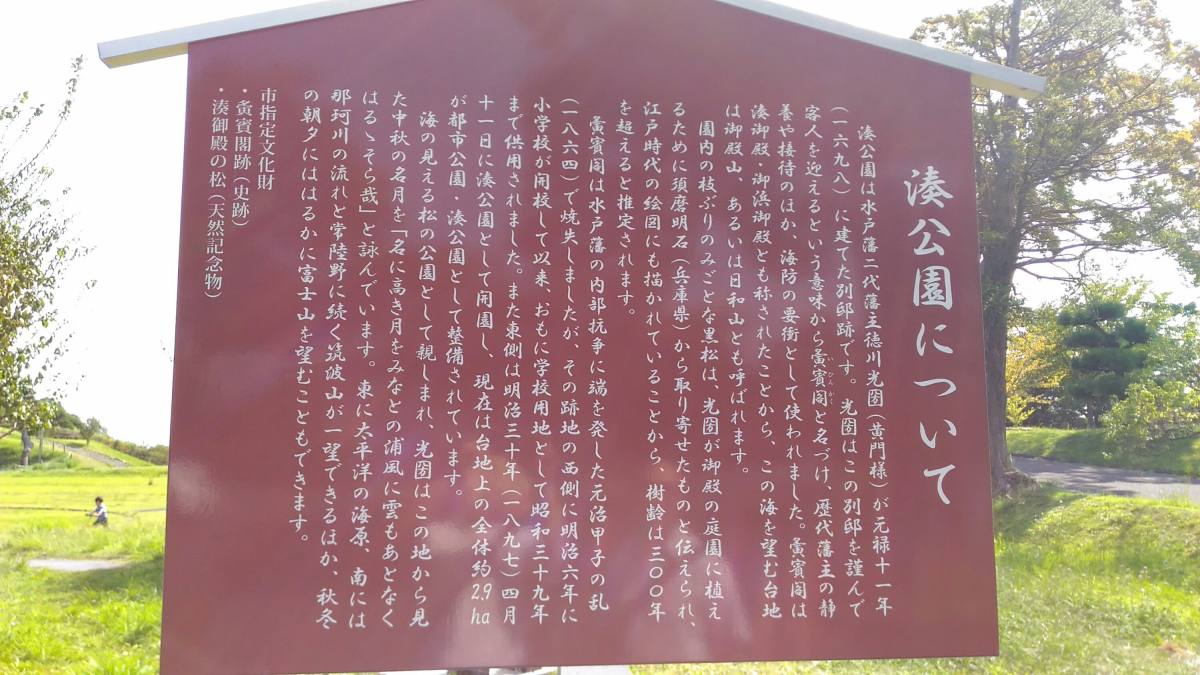 湊公園について
湊公園は水戸藩二代藩主徳川光圀（黄門様）が元禄十一年
（一六九八）に建てた別邸跡です。光圀はこの別邸を謹んで
客人を迎えるという意味から夤賓閣と名づけ、歴代藩主の静
いひんかく
養や接待のほか、海防の要衝として使われました。夤賓閣は
湊御殿・御浜御殿とも称されたことから、この海を望む台地
は御殿山、あるいは日和山とも呼ばれます。
園内の枝ぶりのみごとな黒松は、光圀が御殿の庭園に植え
るために須磨明石（兵庫県）から取り寄せたものと伝えられ、
江戸時代の絵図にも描かれていることから、樹齢は三〇〇年
を超えると推定されます。
夤賓閣は水戸藩の内部抗争に端を発した元治甲子の乱
（一八六四）で焼失しましたが、その跡地の西側に明治六年に
小学校が開校して以来、おもに学校用地として昭和三十九年
まで供用されました。また東側は明治三十年（一八九七）四月
十一日に湊公園として開園し、現在は台地上の全体約2.9ha
が都市公園・湊公園として整備されています。
海の見える松の公園として親しまれ、光圀はこの地から見
た中秋の名月を「名に高き月をみなとの浦風に雲もあとなく
はるゝそら哉」と詠んでいます。東に太平洋の海原、南には
那珂川の流れと常陸野に続く筑波山が一望できるほか、秋冬
の朝夕にははるかに富士山を望むこともできます。
市指定文化財
・夤賓閣跡（史跡）
・湊御殿の松（天然記念物）